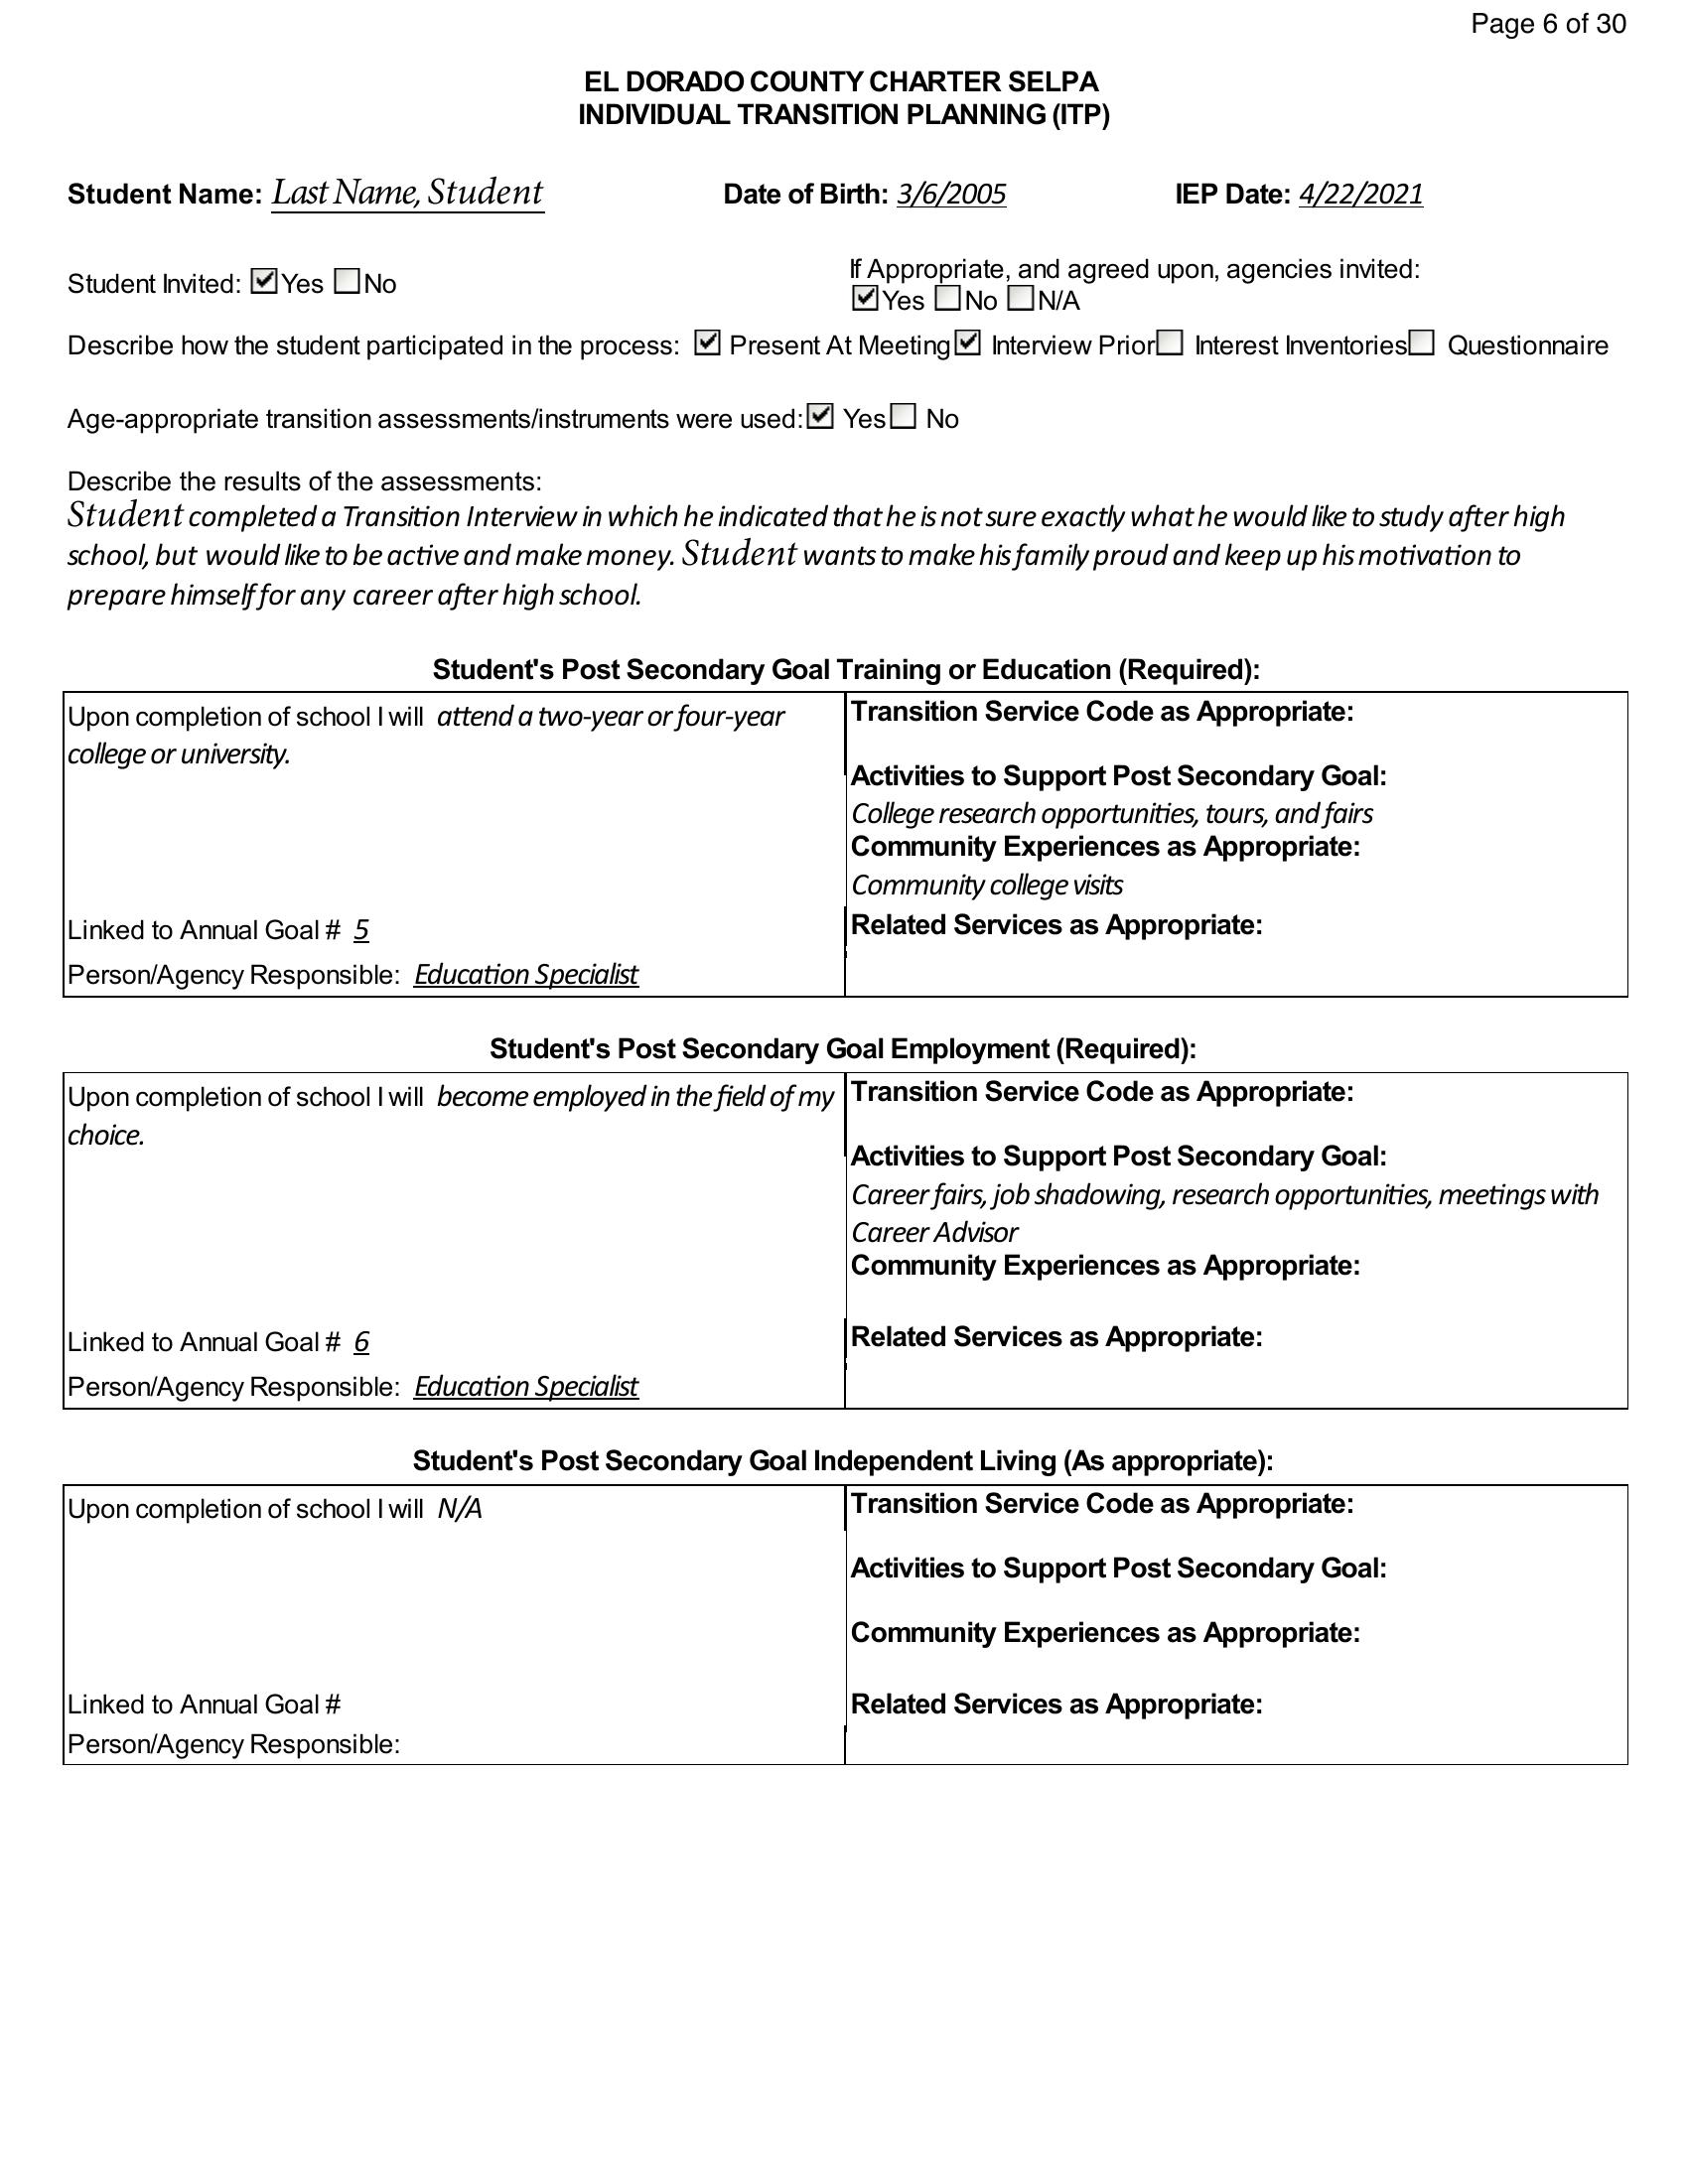 Page 6 of 30
EL DORADO COUNTY CHARTER SELPA
INDIVIDUAL TRANSITION PLANNING (ITP)
Student Name: Last Name, Student Date of Birth: 3/6/2005 IEP Date: 4/22/2021
Student Invited: Yes No
If Appropriate, and agreed upon, agencies invited:
Yes No N/A
Describe how the student participated in the process: Present At Meeting Interview Prior Interest Inventories Questionnaire
Age-appropriate transition assessments/instruments were used: Yes No
Describe the results of the assessments:
Student completed a Transition Interview in which he indicated that he is not sure exactly what he would like to study after high
school, but would like to be active and make money. Student wants to make his family proud and keep up his motivation to
prepare himself for any career after high school.
Student's Post Secondary Goal Training or Education (Required):
Upon completion of school I will attend a two-year or four-year
college or university.
Linked to Annual Goal # 5
Person/Agency Responsible: Education Specialist
Transition Service Code as Appropriate:
Activities to Support Post Secondary Goal:
College research opportunities, tours, and fairs
Community Experiences as Appropriate:
Community college visits
Related Services as Appropriate:
Student's Post Secondary Goal Employment (Required):
Upon completion of school I will become employed in the field of my
choice.
Linked to Annual Goal # 6
Person/Agency Responsible: Education Specialist
Transition Service Code as Appropriate:
Activities to Support Post Secondary Goal:
Career fairs, job shadowing, research opportunities, meetings with
Career Advisor
Community Experiences as Appropriate:
Related Services as Appropriate:
Student's Post Secondary Goal Independent Living (As appropriate):
Upon completion of school I will N/A
Linked to Annual Goal #
Person/Agency Responsible:
Transition Service Code as Appropriate:
Activities to Support Post Secondary Goal:
Community Experiences as Appropriate:
Related Services as Appropriate: